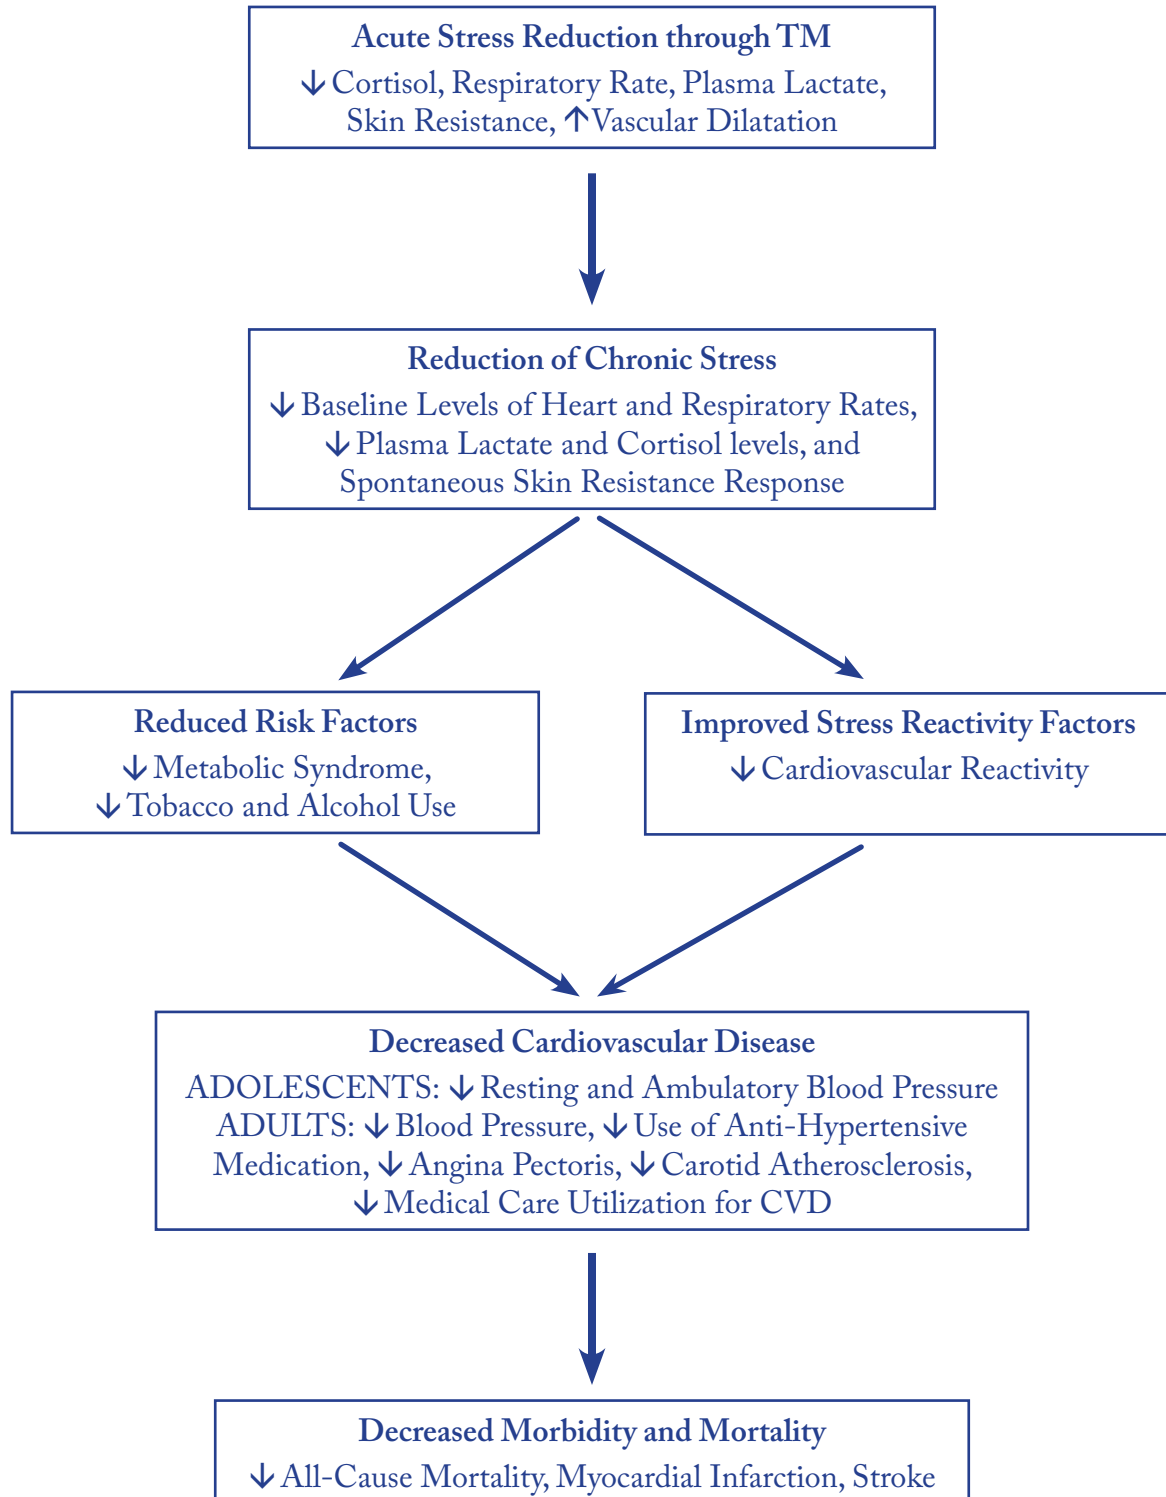 Acute Stress Reduction through TM
↓ Cortisol, Respiratory Rate, Plasma Lactate,
Skin Resistance, ↑ Vascular Dilatation
Reduction of Chronic Stress
↓ Baseline Levels of Heart and Respiratory Rates,
↓ Plasma Lactate and Cortisol levels, and
Spontaneous Skin Resistance Response
Reduced Risk Factors
↓ Metabolic Syndrome,
↓ Tobacco and Alcohol Use
Improved Stress Reactivity Factors
↓ Cardiovascular Reactivity
Decreased Cardiovascular Disease
ADOLESCENTS: ↓ Resting and Ambulatory Blood Pressure
ADULTS: ↓ Blood Pressure, ↓ Use of Anti-Hypertensive
Medication, ↓ Angina Pectoris, ↓ Carotid Atherosclerosis,
↓ Medical Care Utilization for CVD
Decreased Morbidity and Mortality
↓ All-Cause Mortality, Myocardial Infarction, Stroke